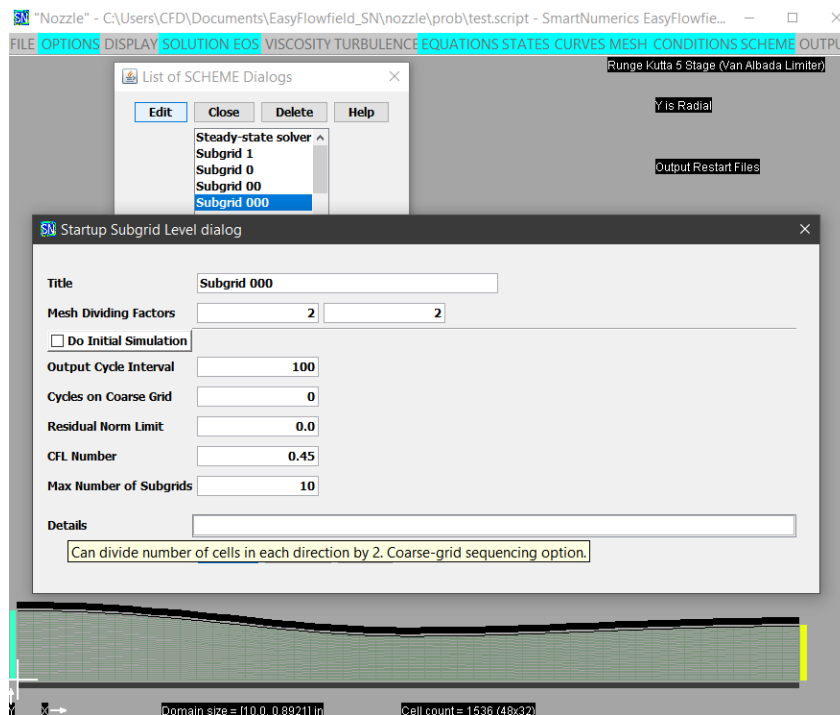 "Nozzle" - C:\Users\CFD\Documents\EasyFlowfield_SN\nozzle\prob\test.script - SmartNumerics EasyFlowfie...
FILE OPTIONS DISPLAY SOLUTION EOS VISCOSITY TURBULENCE EQUATIONS STATES CURVES MESH CONDITIONS SCHEME OUTPU
Runge Kutta 5 Stage (Van Albada Limiter)
List of SCHEME Dialogs
Edit Close Delete Help
Y is Radial
Steady-state solver
Subgrid 1
Subgrid 0
Output Restart Files
Subgrid 00
Subgrid 000
SN Startup Subgrid Level dialog
Title Subgrid 000
Mesh Dividing Factors 2 2
Do Initial Simulation
Output Cycle Interval 100
Cycles on Coarse Grid 0
Residual Norm Limit 0.0
CFL Number 0.45
Max Number of Subgrids 10
Details
Can divide number of cells in each direction by 2. Coarse-grid sequencing option.
Y X Domain size = [10.0, 0.8921] in Cell count = 1536 (48x32)